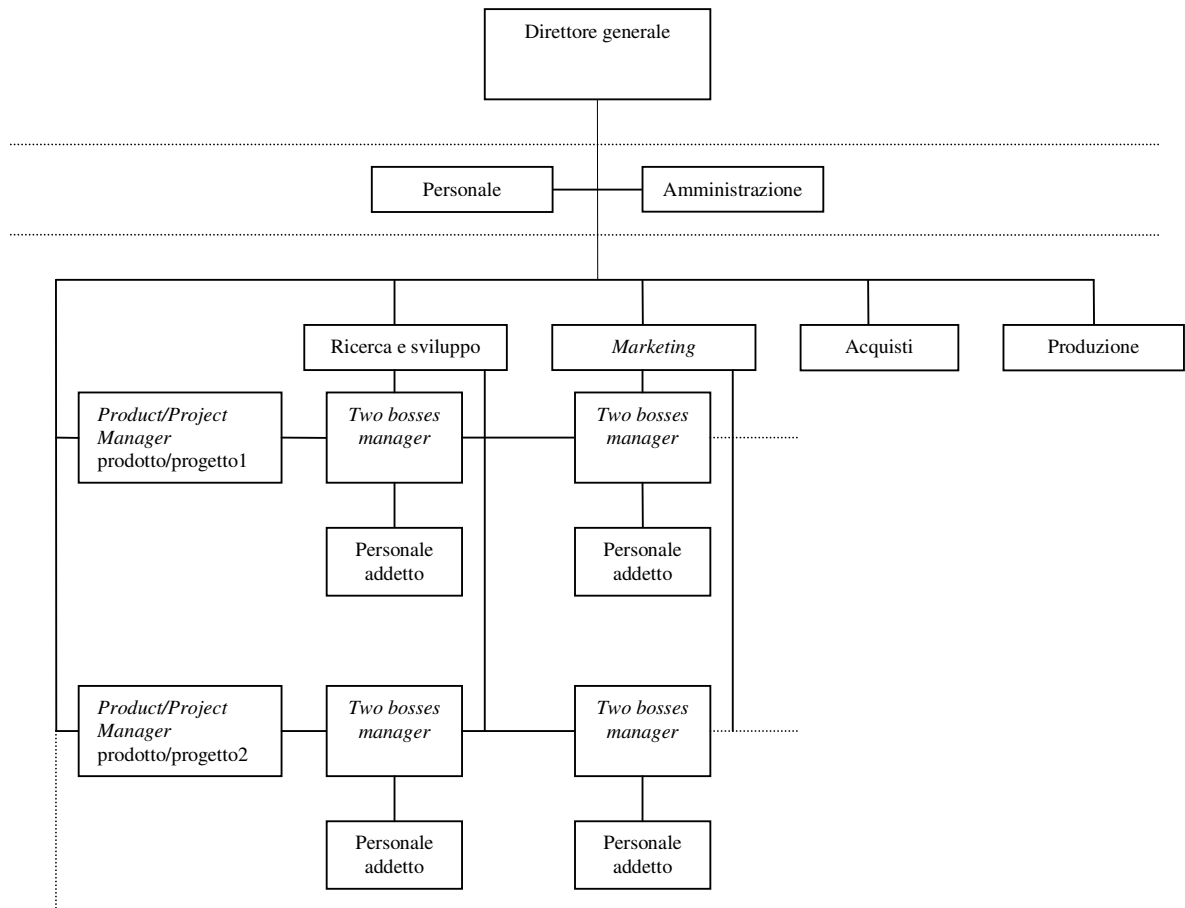 Direttore generale
Personale
Amministrazione
Ricerca e sviluppo
Marketing
Acquisti
Produzione
Product/Project
Manager
prodotto/progetto1
Two bosses
manager
Two bosses
manager
Personale
addetto
Personale
addetto
Product/Project
Manager
prodotto/progetto2
Two bosses
manager
Two bosses
manager
Personale
addetto
Personale
addetto